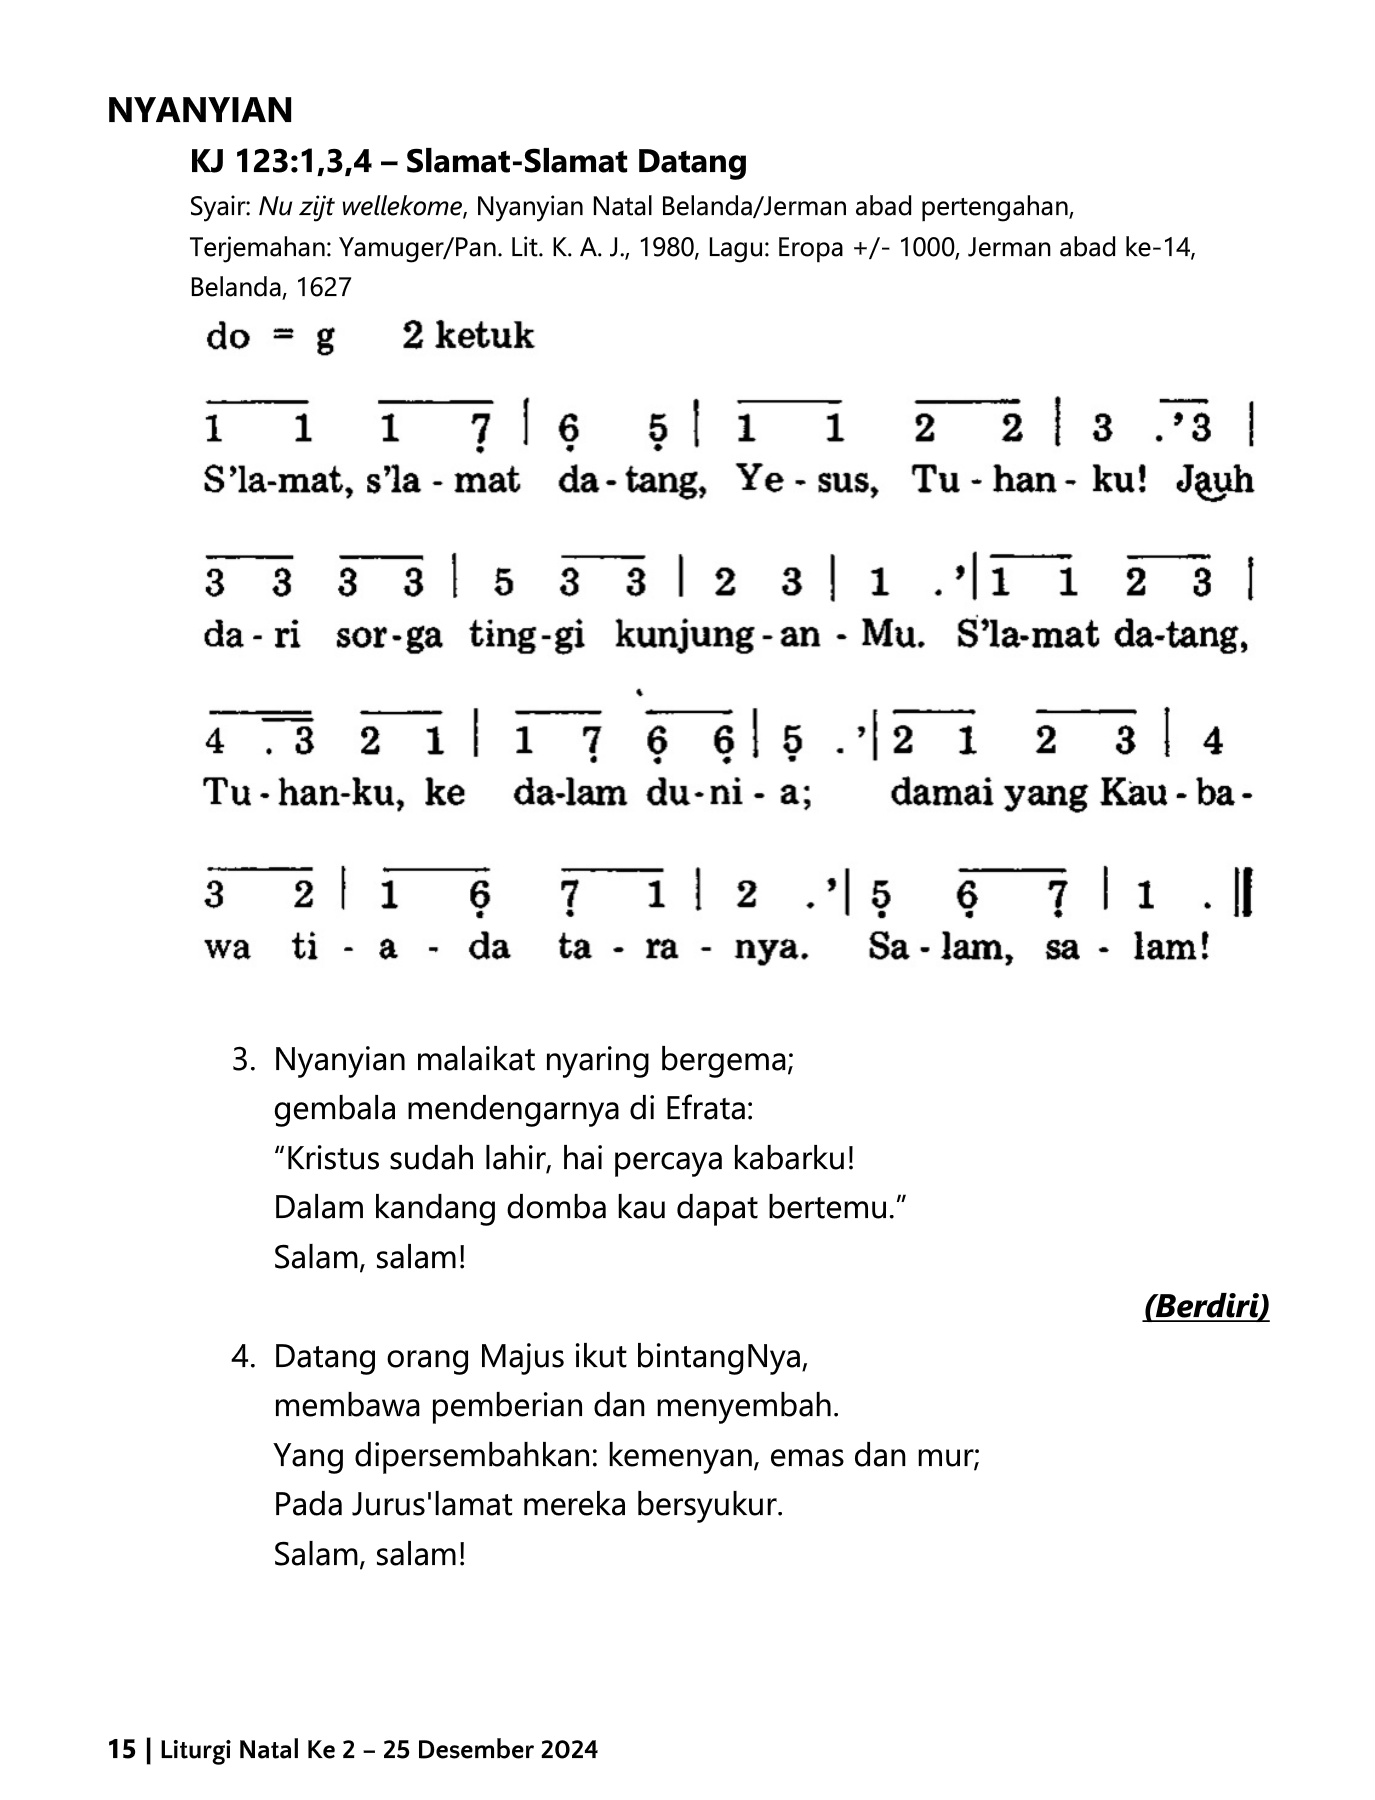 NYANYIAN
KJ 123:1,3,4 – Slamat-Slamat Datang
Syair: Nu zijt wellekome, Nyanyian Natal Belanda/Jerman abad pertengahan,
Terjemahan: Yamuger/Pan. Lit. K. A. J., 1980, Lagu: Eropa +/- 1000, Jerman abad ke-14,
Belanda, 1627
do = g 2 ketuk
1 1 1 7̣ | 6̣ 5̣ | 1 1 2 2 | 3 .’3 |
S’la-mat, s’la - mat da - tang, Ye - sus, Tu - han - ku! Jauh
3 3 3 3 | 5 3 3 | 2 3 | 1 .’| 1 1 2 3 |
da - ri sor-ga ting-gi kunjung-an - Mu. S’la-mat da-tang,
4 . 3 2 1 | 1 7̣ 6̣ 6̣ | 5̣ .’| 2 1 2 3 | 4
Tu - han-ku, ke da-lam du-ni - a; damai yang Kau - ba -
3 2 | 1 6̣ 7̣ 1 | 2 .’| 5̣ 6̣ 7̣ | 1 . ||
wa ti - a - da ta - ra - nya. Sa - lam, sa - lam!
3. Nyanyian malaikat nyaring bergema;
gembala mendengarnya di Efrata:
“Kristus sudah lahir, hai percaya kabarku!
Dalam kandang domba kau dapat bertemu.”
Salam, salam!
(Berdiri)
4. Datang orang Majus ikut bintangNya,
membawa pemberian dan menyembah.
Yang dipersembahkan: kemenyan, emas dan mur;
Pada Jurus'lamat mereka bersyukur.
Salam, salam!
15 | Liturgi Natal Ke 2 – 25 Desember 2024